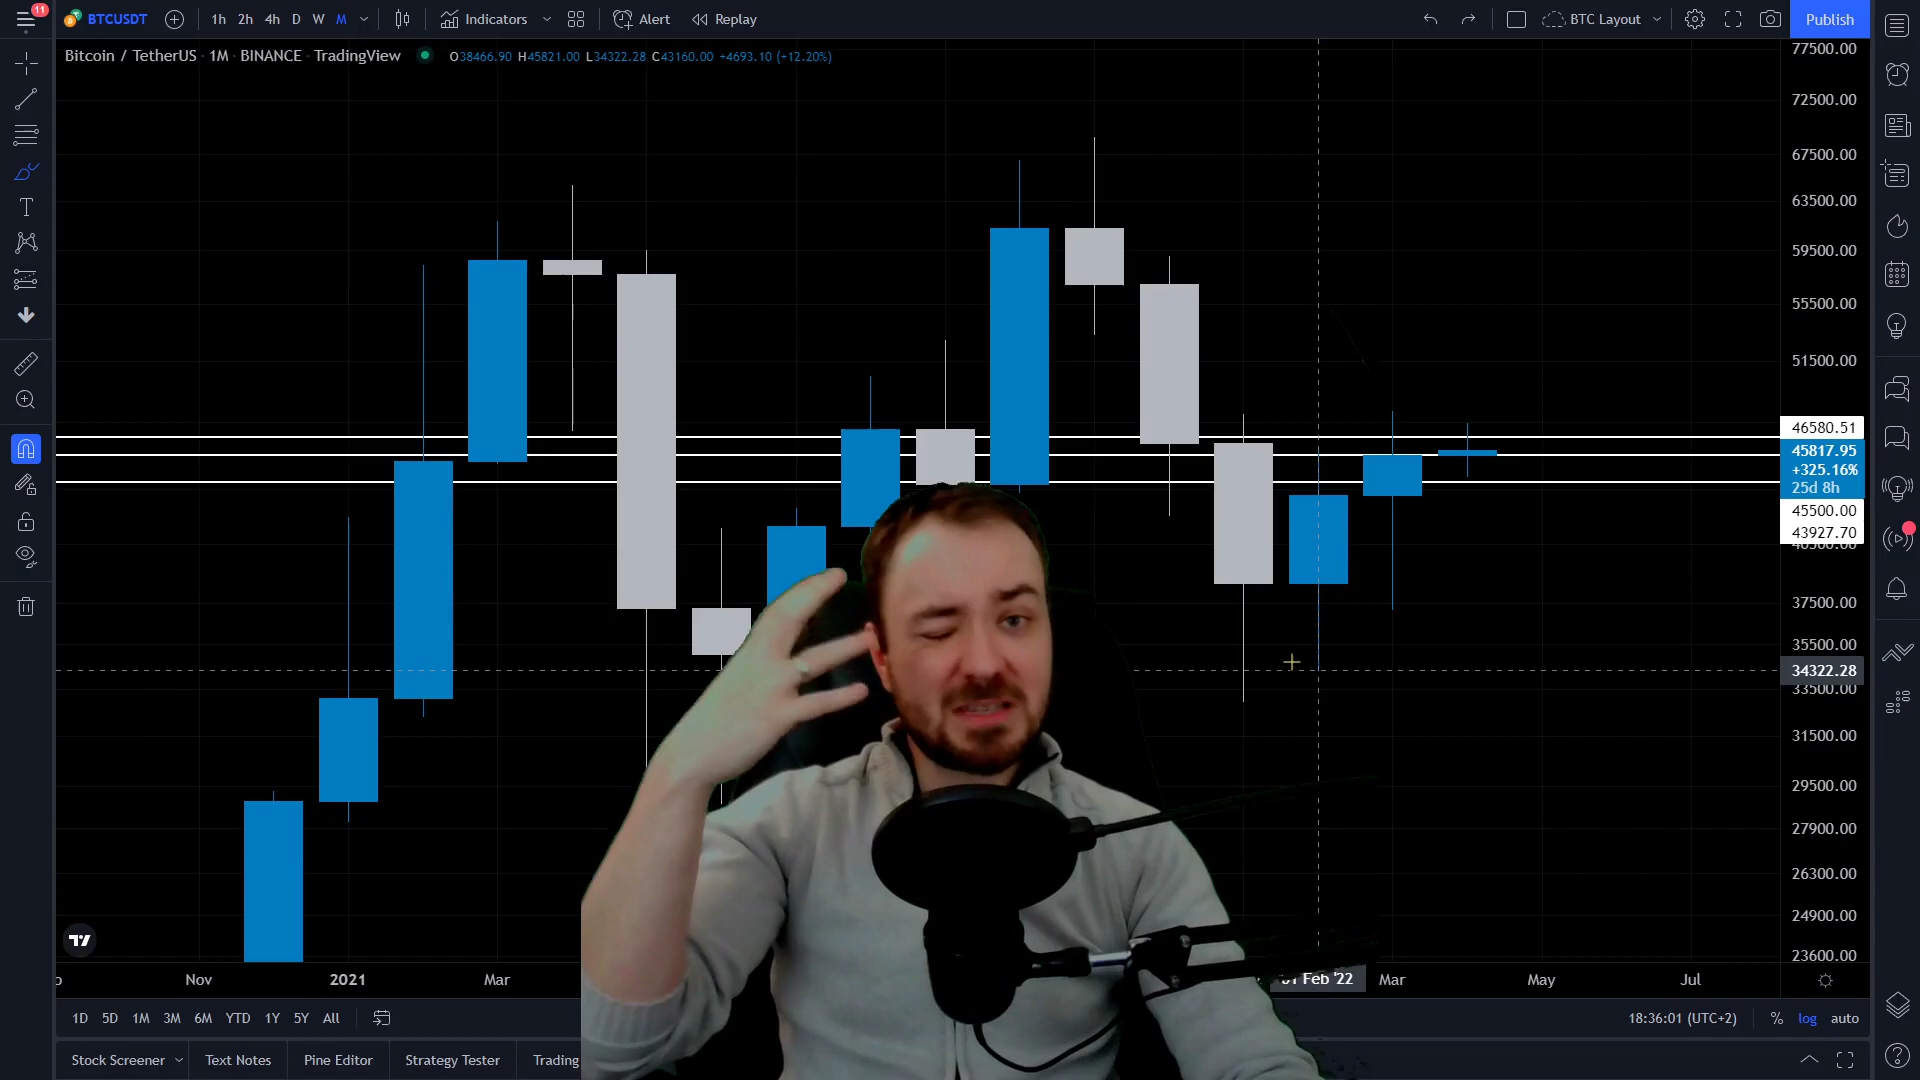 11
BTCUSDT
1h 2h 4h D W M
Indicators
Alert
Replay
BTC Layout
Publish
Bitcoin / TetherUS · 1M · BINANCE · TradingView
O38466.90 H45821.00 L34322.28 C43160.00 +4693.10 (+12.20%)
77500.00
72500.00
67500.00
63500.00
59500.00
55500.00
51500.00
46580.51
45817.95
+325.16%
25d 8h
45500.00
43927.70
37500.00
35500.00
34322.28
33500.00
31500.00
29500.00
27900.00
26300.00
24900.00
23600.00
Nov 2021 Mar
Feb '22 Mar May Jul
1D 5D 1M 3M 6M YTD 1Y 5Y All
18:36:01 (UTC+2) % log auto
Stock Screener Text Notes Pine Editor Strategy Tester Trading